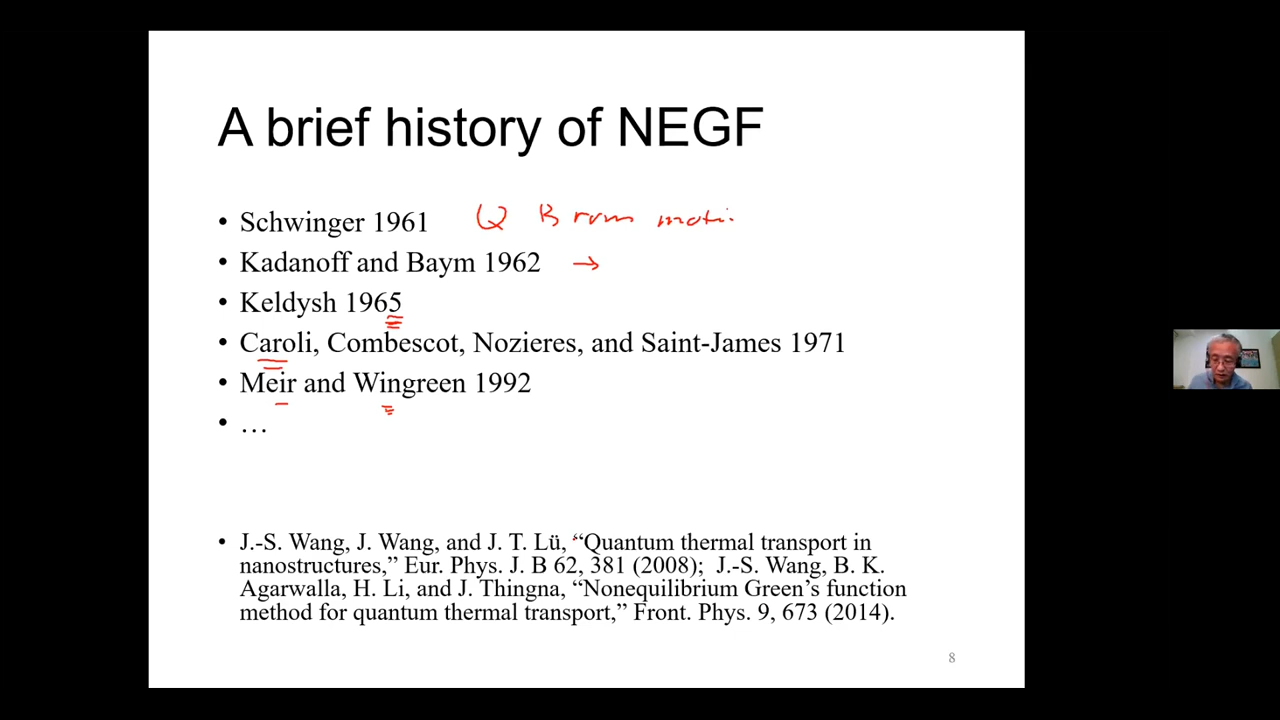 A brief history of NEGF
• Schwinger 1961 Q Brown moti
• Kadanoff and Baym 1962 →
• Keldysh 1965
• Caroli, Combescot, Nozieres, and Saint-James 1971
• Meir and Wingreen 1992
• …
• J.-S. Wang, J. Wang, and J. T. Lü, “Quantum thermal transport in
nanostructures,” Eur. Phys. J. B 62, 381 (2008); J.-S. Wang, B. K.
Agarwalla, H. Li, and J. Thingna, “Nonequilibrium Green’s function
method for quantum thermal transport,” Front. Phys. 9, 673 (2014).
8